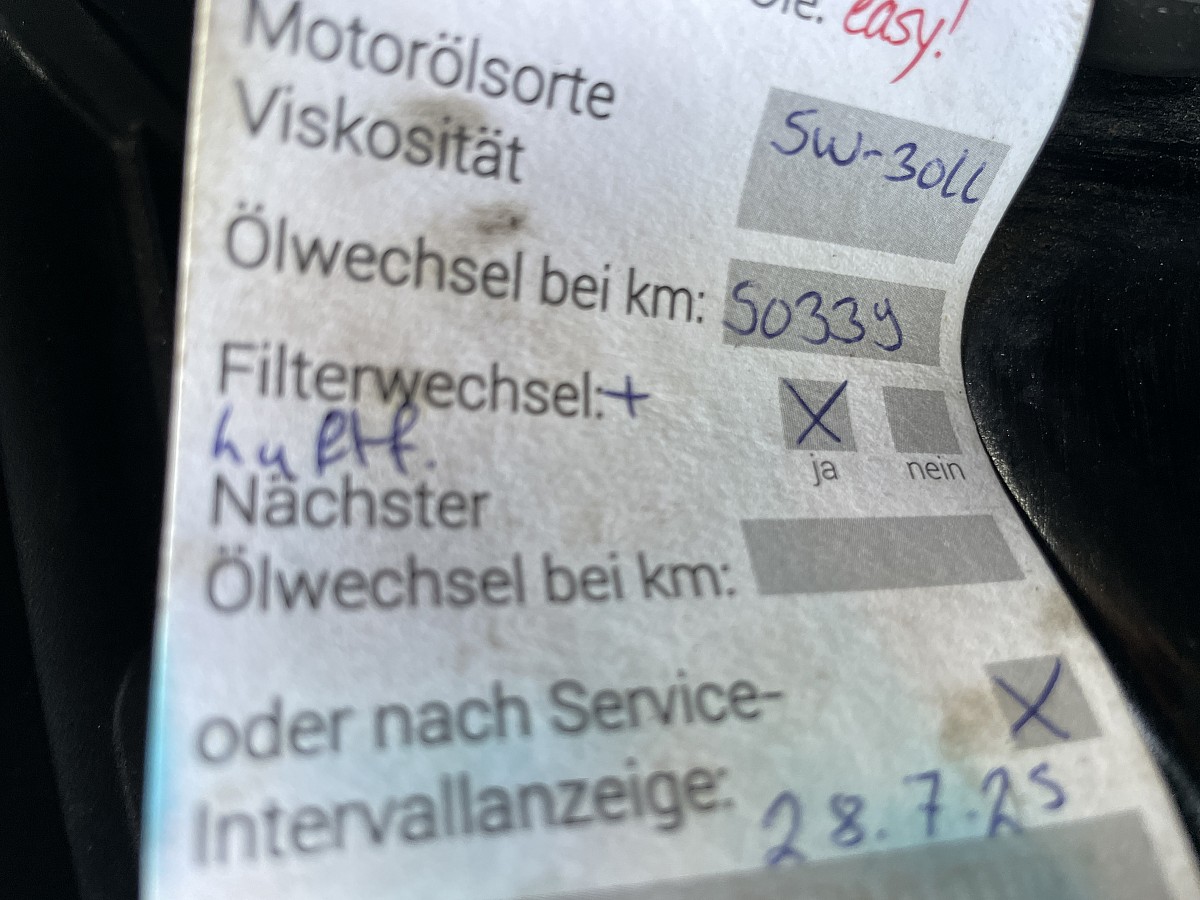 easy!
Motorölsorte
Viskosität
5W-30LL
Ölwechsel bei km: 50339
Filterwechsel:+
ja nein
Nächster
Ölwechsel bei km:
oder nach Service-
X
Intervallanzeige:
28.7.25